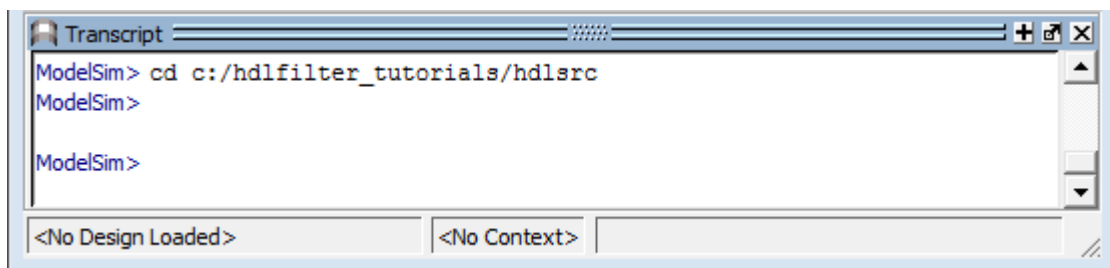 Transcript
ModelSim> cd c:/hdlfilter_tutorials/hdlsrc
ModelSim>
ModelSim>
<No Design Loaded> <No Context>